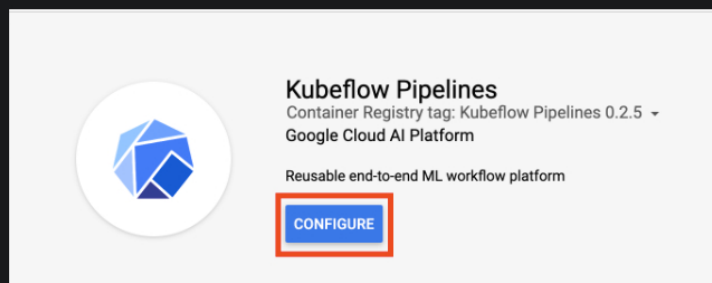 Kubeflow Pipelines
Container Registry tag: Kubeflow Pipelines 0.2.5
Google Cloud AI Platform
Reusable end-to-end ML workflow platform
CONFIGURE